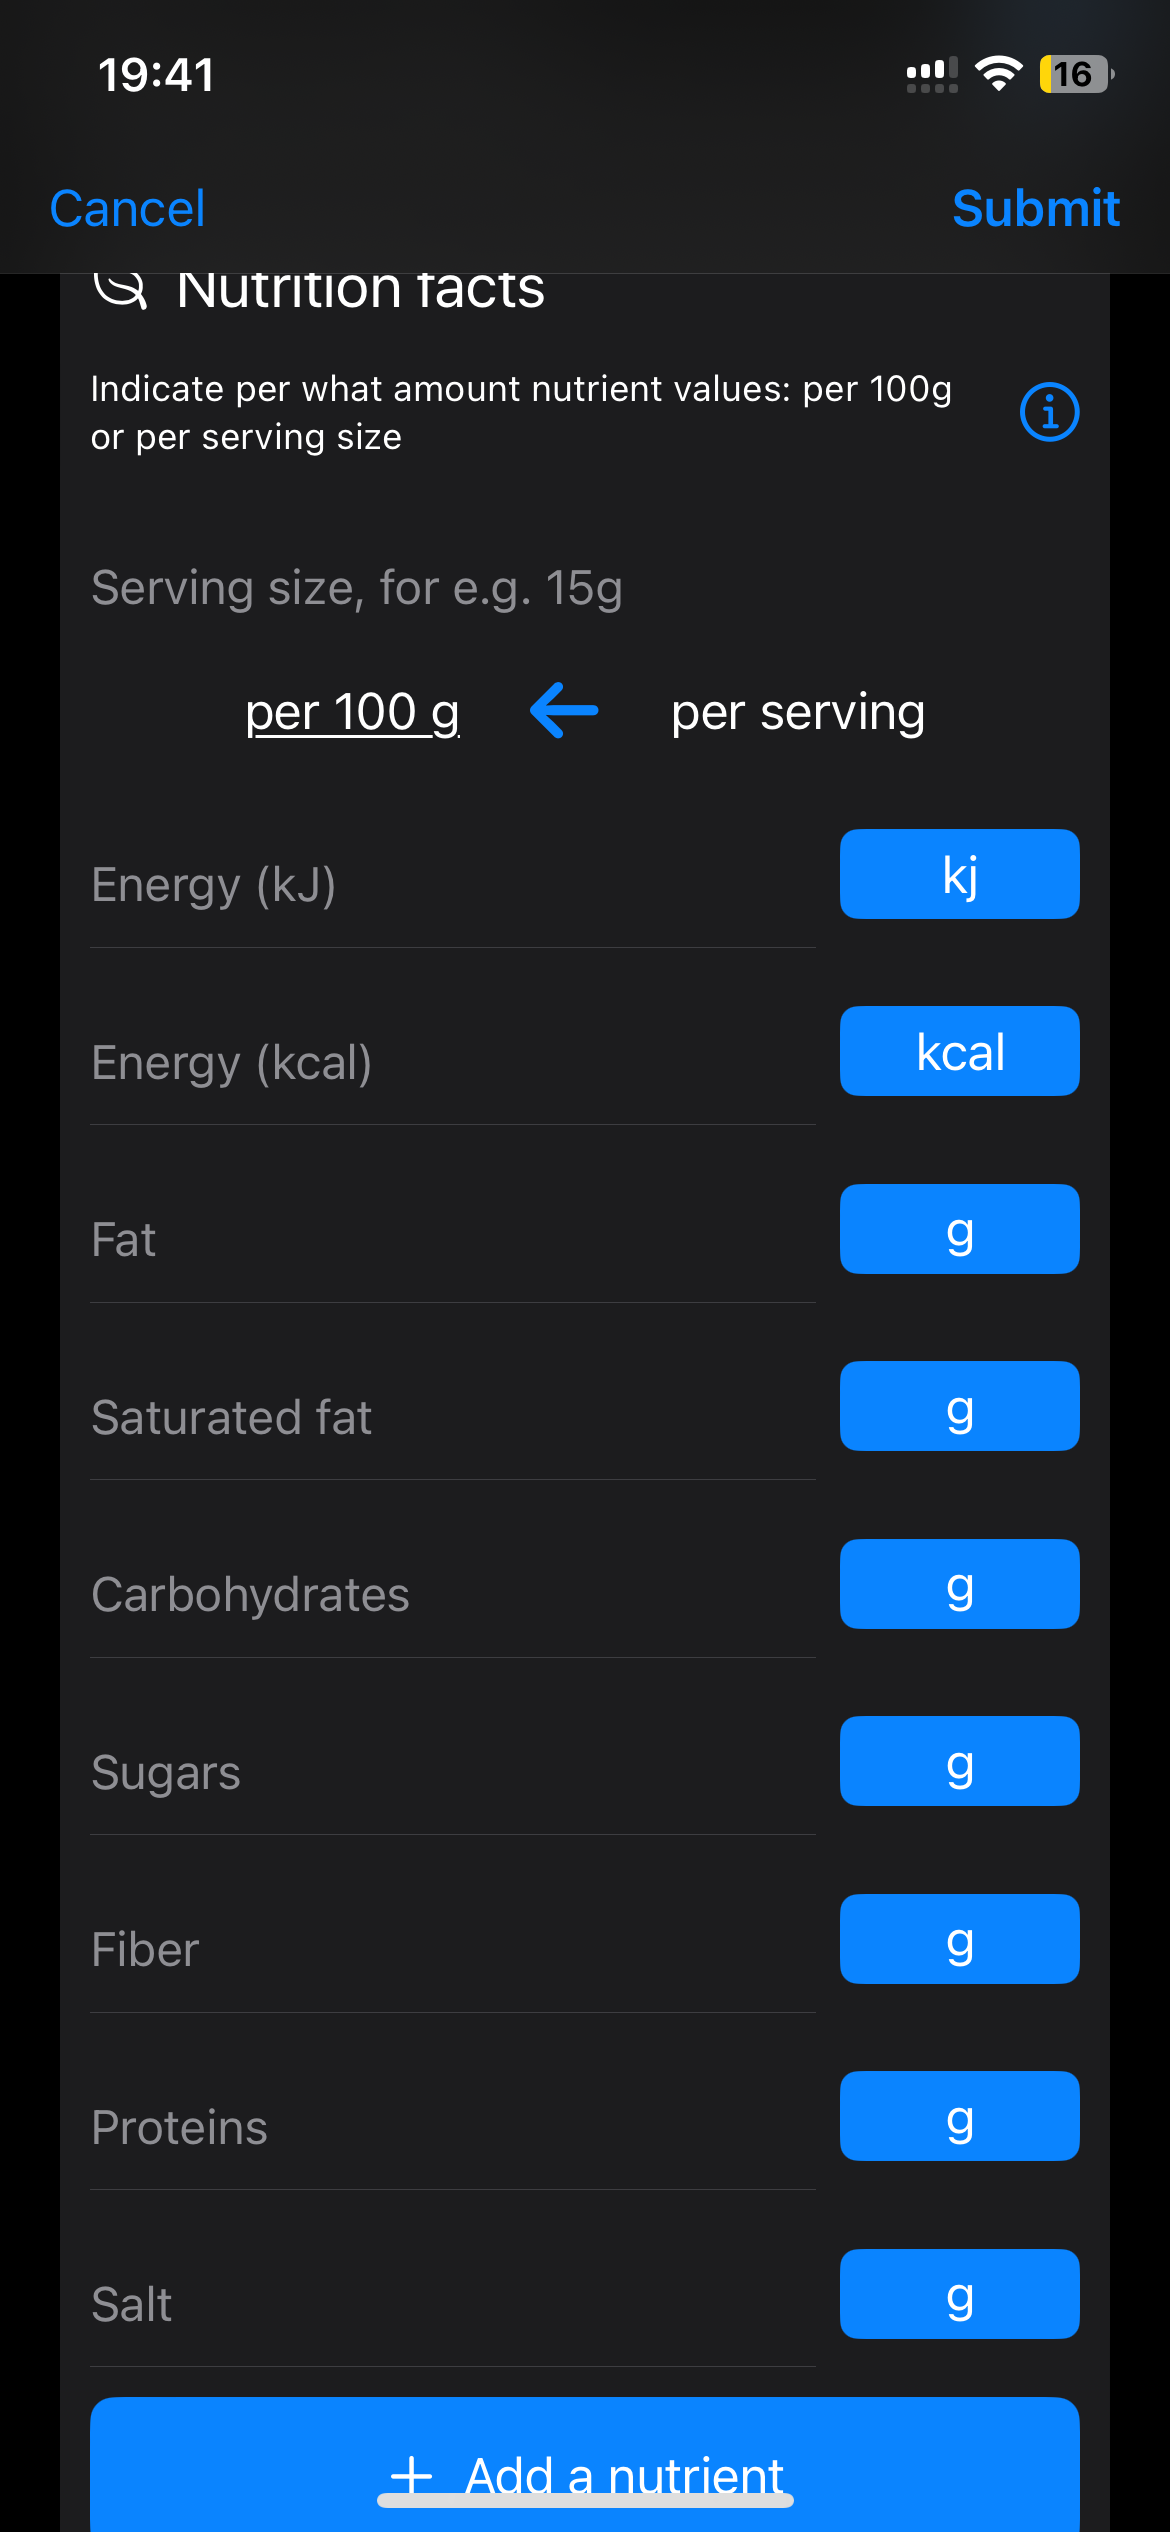 19:41
16
Cancel
Submit
Nutrition facts
Indicate per what amount nutrient values: per 100g
or per serving size
Serving size, for e.g. 15g
per 100 g
per serving
Energy (kJ)
kj
Energy (kcal)
kcal
Fat
g
Saturated fat
g
Carbohydrates
g
Sugars
g
Fiber
g
Proteins
g
Salt
g
+ Add a nutrient